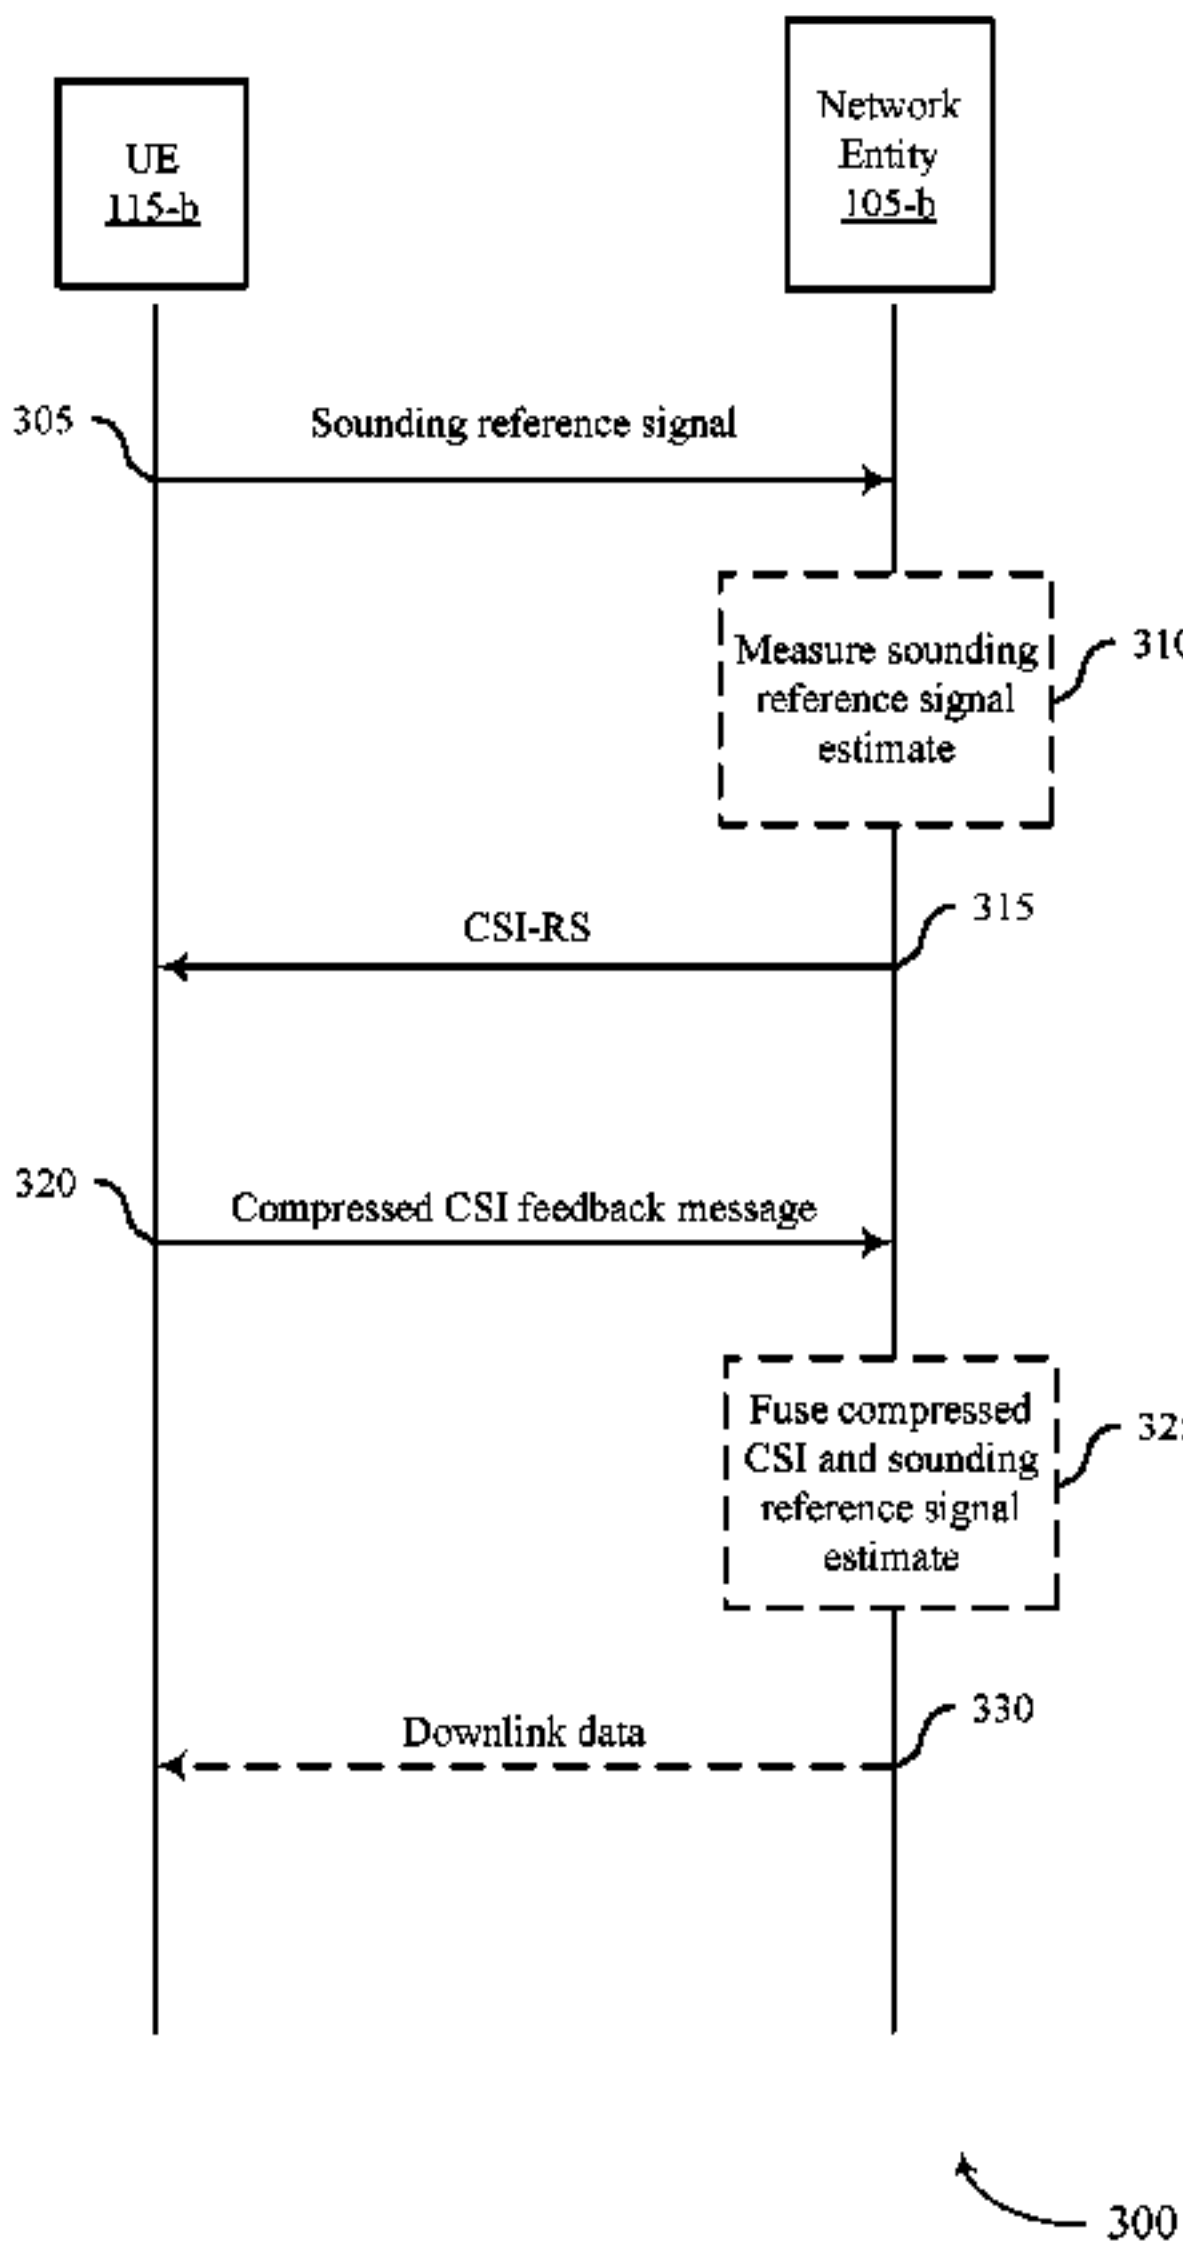 UE
115-b
Network
Entity
105-b
305
Sounding reference signal
Measure sounding
reference signal
estimate
310
CSI-RS
315
320
Compressed CSI feedback message
Fuse compressed
CSI and sounding
reference signal
estimate
Downlink data
330
300